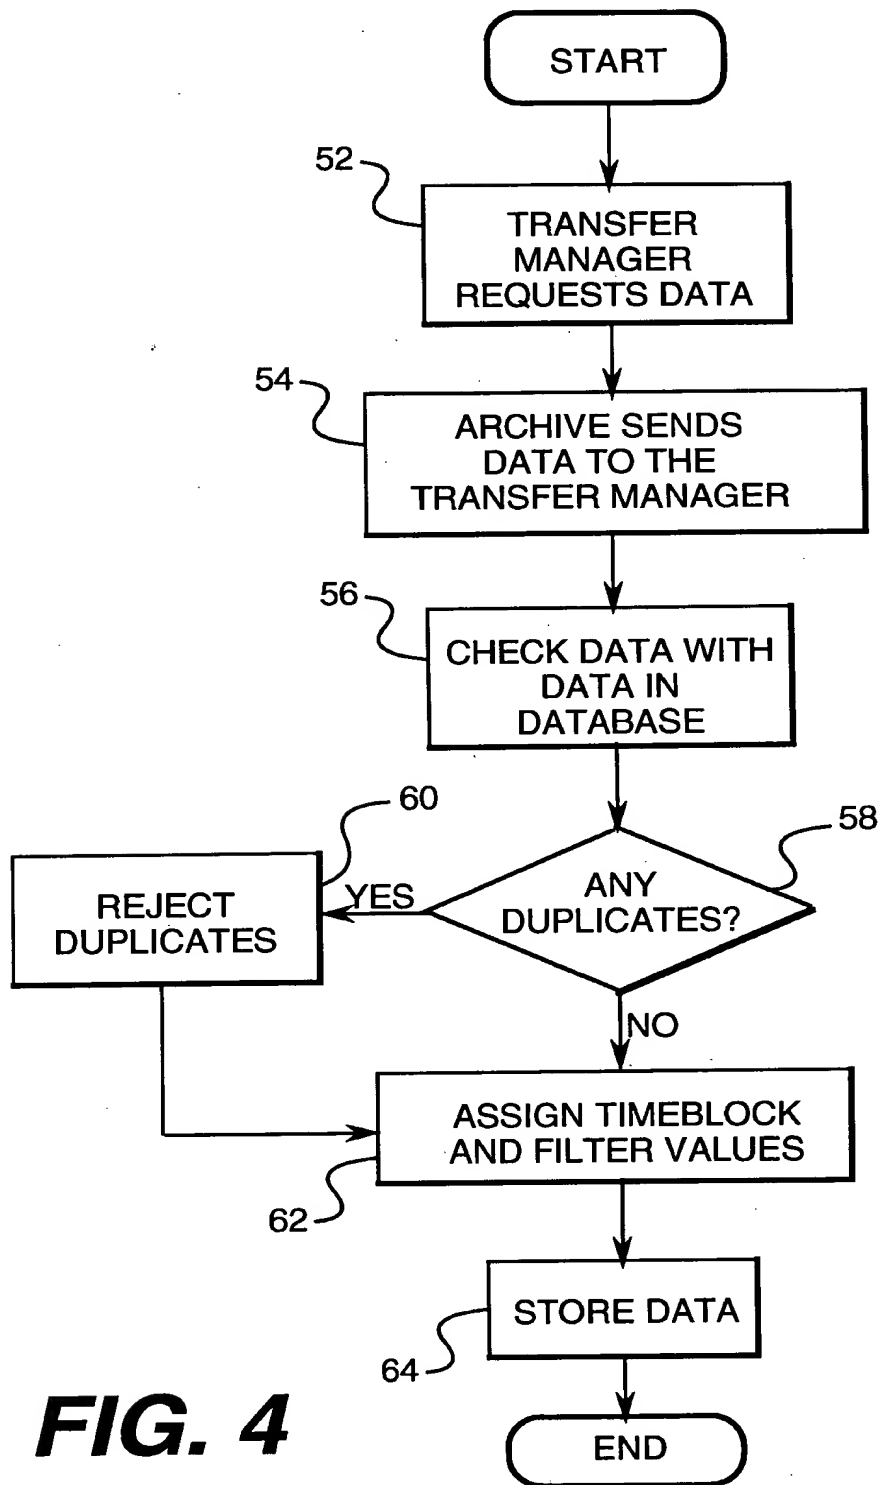 START
52
TRANSFER
MANAGER
REQUESTS DATA
54
ARCHIVE SENDS
DATA TO THE
TRANSFER MANAGER
56
CHECK DATA WITH
DATA IN
DATABASE
60
58
REJECT
DUPLICATES
YES
ANY
DUPLICATES?
NO
ASSIGN TIMEBLOCK
AND FILTER VALUES
62
STORE DATA
64
END
FIG. 4